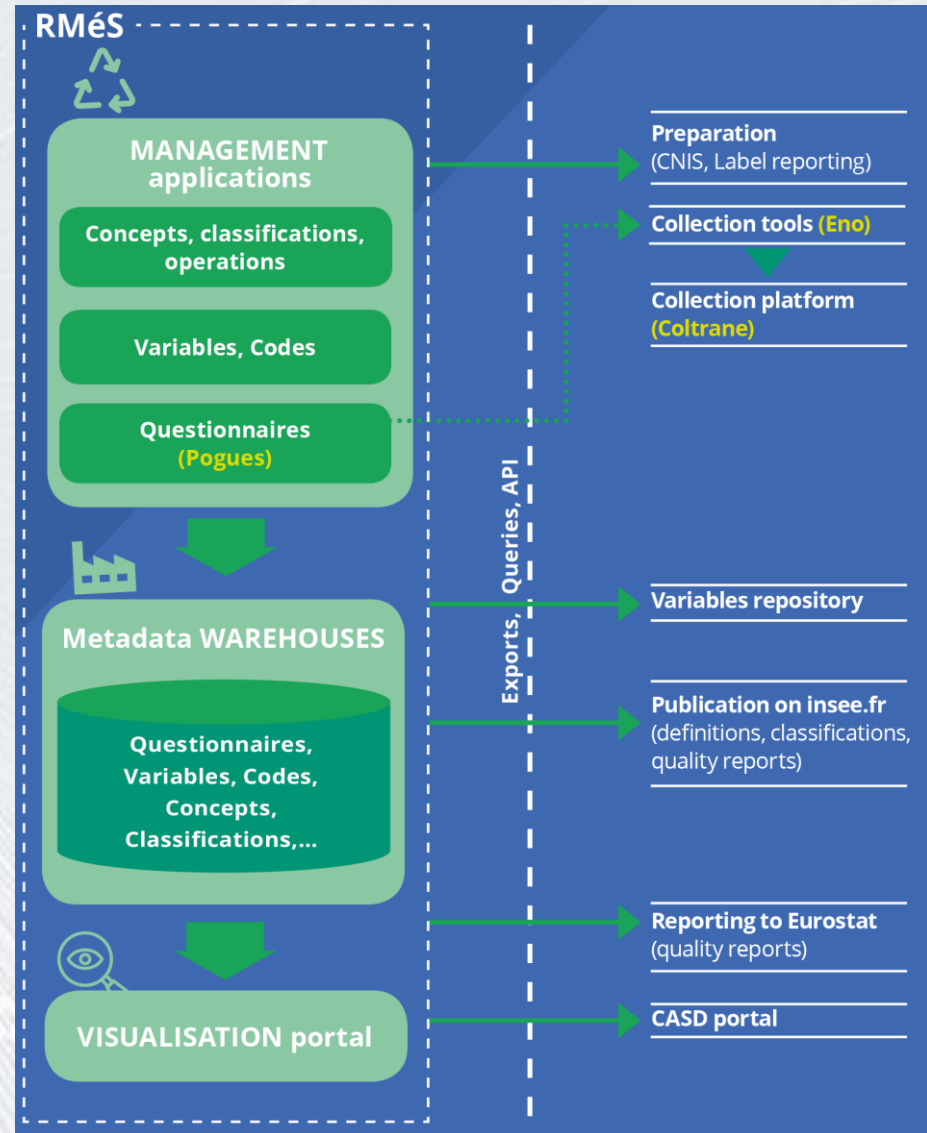 RMéS
MANAGEMENT
applications
Concepts, classifications,
operations
Variables, Codes
Questionnaires
(Pogues)
Metadada WAREHOUSES
Questionnaires,
Variables, Codes,
Concepts,
Classifications,...
VISUALISATION portal
Exports, Queries, API
Preparation
(CNIS, Label reporting)
Collection tools (Eno)
Collection platform
(Coltrane)
Variables repository
Publication on insee.fr
(definitions, classifications,
quality reports)
Reporting to Eurostat
(quality reports)
CASD portal